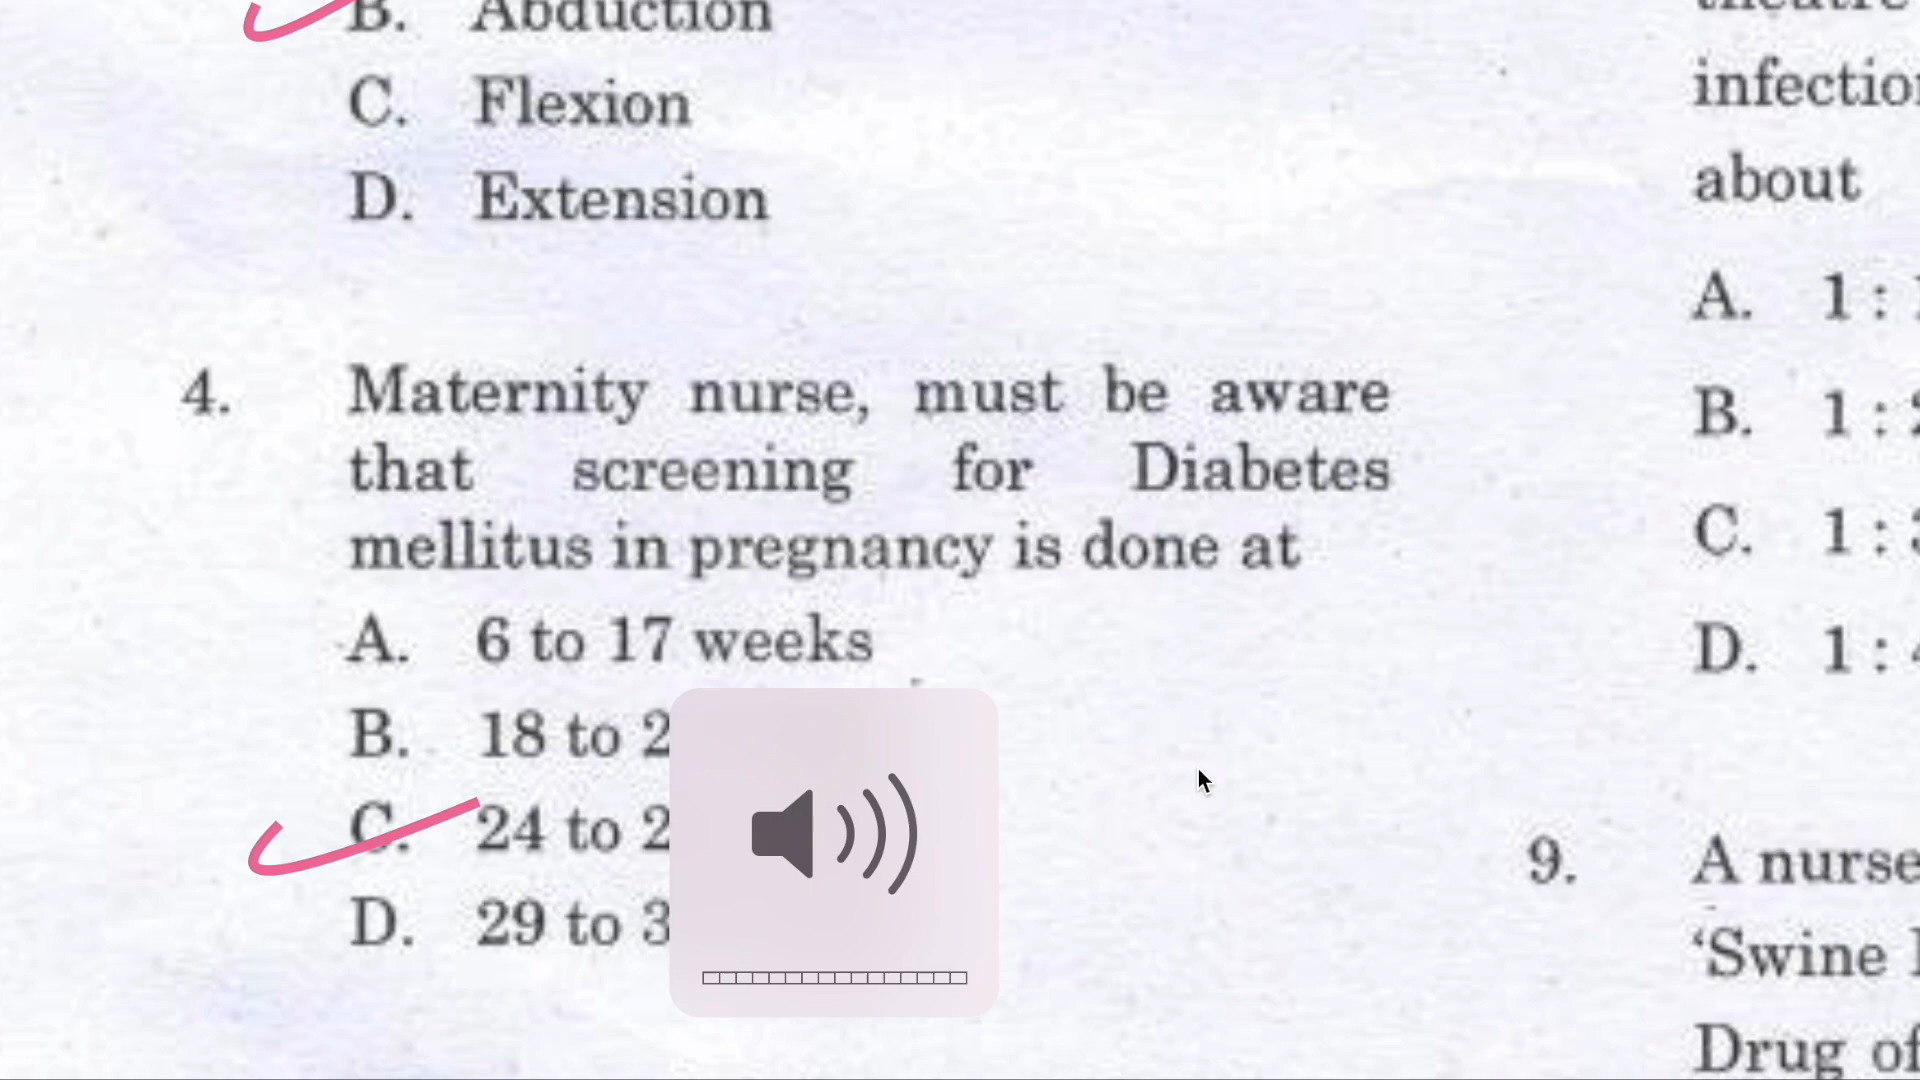 B. Abduction
C. Flexion
D. Extension
4. Maternity nurse, must be aware
that screening for Diabetes
mellitus in pregnancy is done at
A. 6 to 17 weeks
B. 18 to 2
C. 24 to 2
D. 29 to 3
theatre
infection
about
A. 1 :
B. 1 :
C. 1 :
D. 1 :
9. A nurse
‘Swine
Drug of